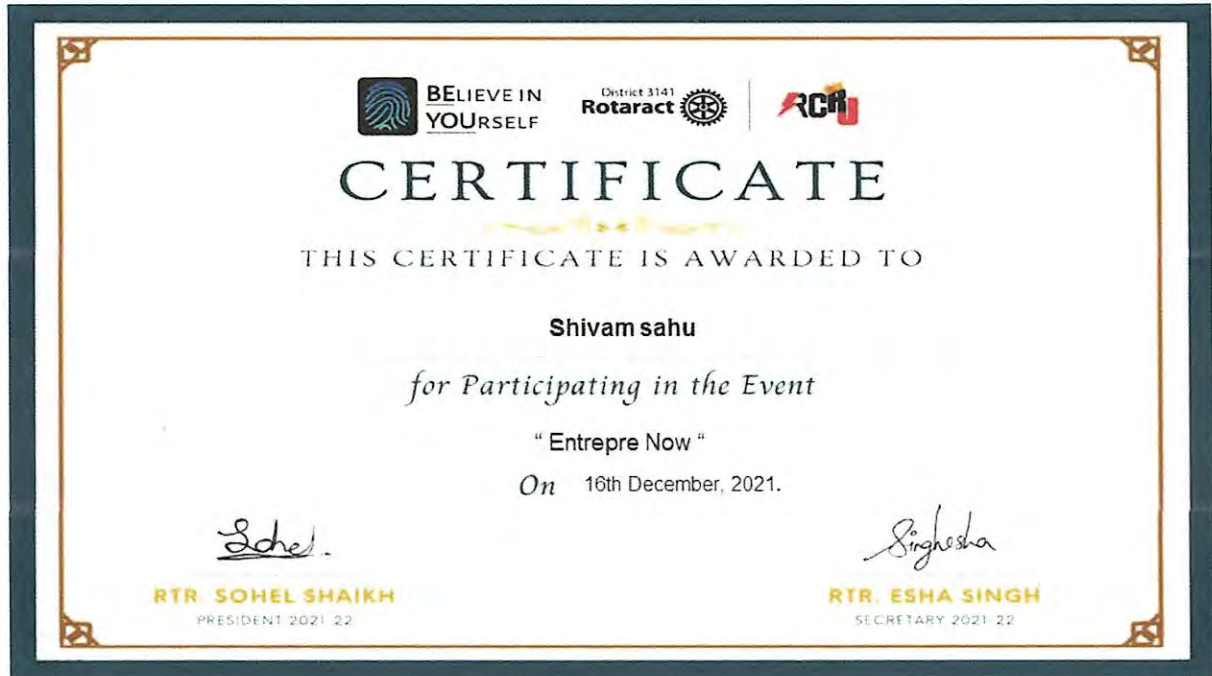 BELIEVE IN
YOURSELF
District 3141
Rotaract
RCRU
CERTIFICATE
THIS CERTIFICATE IS AWARDED TO
Shivam sahu
for Participating in the Event
“ Entrepre Now “
On 16th December, 2021.
Sohel.
Singhesha
RTR. SOHEL SHAIKH
PRESIDENT 2021-22
RTR. ESHA SINGH
SECRETARY 2021-22